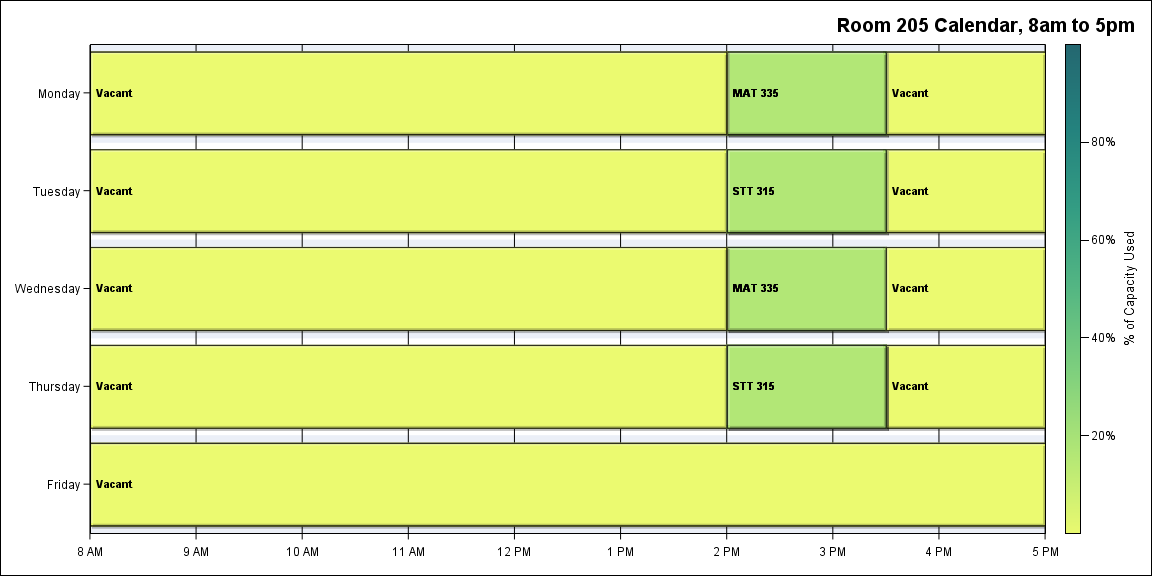 Room 205 Calendar, 8am to 5pm
Monday Vacant MAT 335 Vacant
Tuesday Vacant STT 315 Vacant
Wednesday Vacant MAT 335 Vacant
Thursday Vacant STT 315 Vacant
Friday Vacant
8 AM 9 AM 10 AM 11 AM 12 PM 1 PM 2 PM 3 PM 4 PM 5 PM
80%
60%
40%
20%
% of Capacity Used